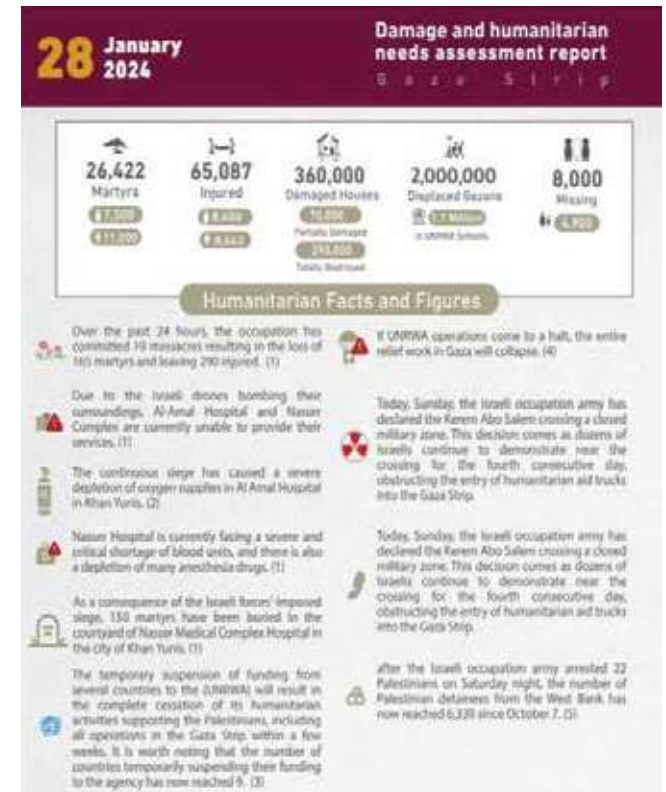 28 January
2024
Damage and humanitarian
needs assessment report
Gaza Strip
26,422
Martyrs
65,087
Injured
360,000
Damaged Houses
70,000
Partially Damaged
290,000
Totally Destroyed
2,000,000
Displaced Gazans
in UNRWA Schools
8,000
Missing
Humanitarian Facts and Figures
Over the past 24 hours, the occupation has
committed 19 massacres resulting in the loss of
165 martyrs and leaving 290 injured. (1)
Due to the Israeli drones bombing their
surroundings, Al-Amal Hospital and Nasser
Complex are currently unable to provide their
services. (1)
The continuous siege has caused a severe
depletion of oxygen supplies in Al Amal Hospital
in Khan Yunis. (2)
Nasser Hospital is currently facing a severe and
critical shortage of blood units, and there is also
a depletion of many anesthesia drugs. (1)
As a consequence of the Israeli forces' imposed
siege, 150 martyrs have been buried in the
courtyard of Nasser Medical Complex Hospital in
the city of Khan Yunis. (1)
The temporary suspension of funding from
several countries to the (UNRWA) will result in
the complete cessation of its humanitarian
activities supporting the Palestinians, including
all operations in the Gaza Strip within a few
weeks. It is worth noting that the number of
countries temporarily suspending their funding
to the agency has now reached 9. (3)
If UNRWA operations come to a halt, the entire
relief work in Gaza will collapse. (4)
Today, Sunday, the Israeli occupation army has
declared the Kerem Abo Salem crossing a closed
military zone. This decision comes as dozens of
Israelis continue to demonstrate near the
crossing for the fourth consecutive day,
obstructing the entry of humanitarian aid trucks
into the Gaza Strip.
Today, Sunday, the Israeli occupation army has
declared the Kerem Abo Salem crossing a closed
military zone. This decision comes as dozens of
Israelis continue to demonstrate near the
crossing for the fourth consecutive day,
obstructing the entry of humanitarian aid trucks
into the Gaza Strip.
after the Israeli occupation army arrested 22
Palestinians on Saturday night, the number of
Palestinian detainees from the West Bank has
now reached 6,330 since October 7. (5)